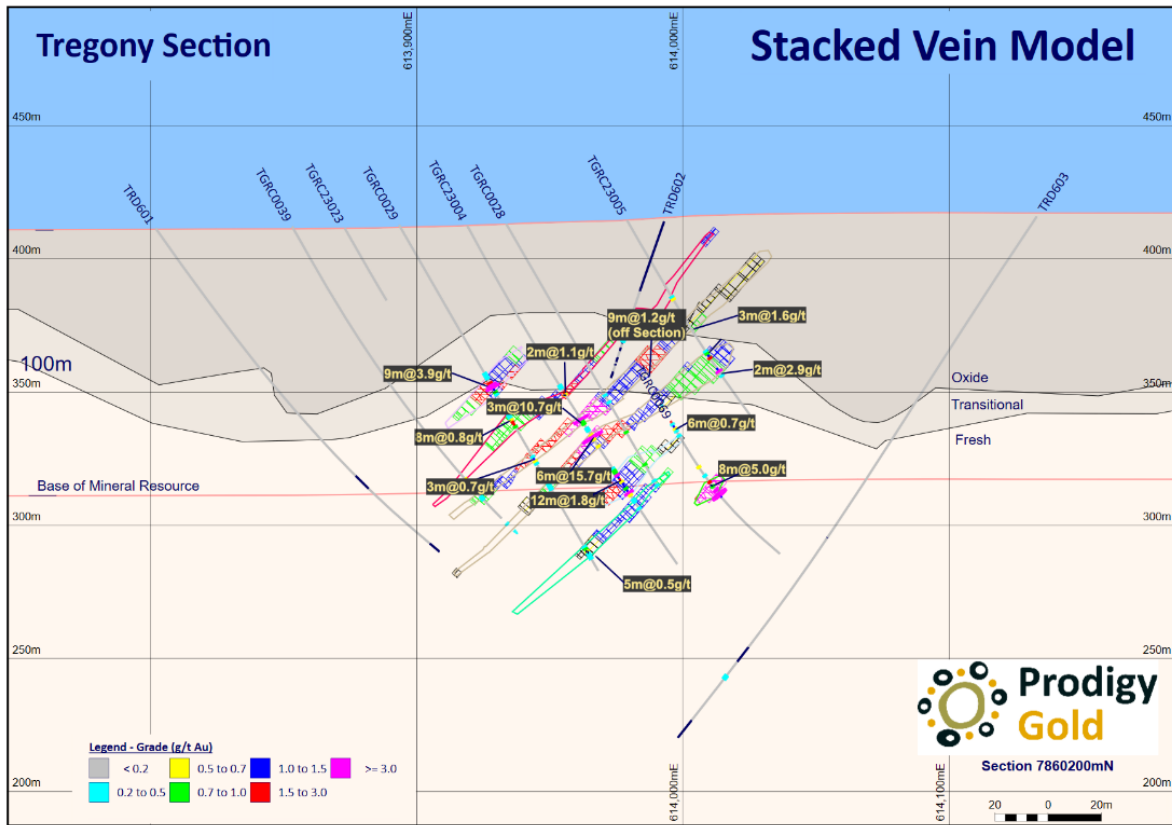 Tregony Section
Stacked Vein Model
613,900mE
614,000mE
450m
450m
TRD601
TGRC0039
TGRC23023
TGRC0029
TGRC23004
TGRC0028
TGRC23005
TRD602
TRD603
400m
400m
9m@1.2g/t
(off Section)
3m@1.6g/t
2m@1.1g/t
100m
9m@3.9g/t
2m@2.9g/t
350m
350m
Oxide
Transitional
Fresh
3m@10.7g/t
TGRC0069
8m@0.8g/t
6m@0.7g/t
3m@0.7g/t
6m@15.7g/t
8m@5.0g/t
12m@1.8g/t
Base of Mineral Resource
300m
300m
5m@0.5g/t
250m
250m
Prodigy
Gold
Legend - Grade (g/t Au)
< 0.2
0.5 to 0.7
1.0 to 1.5
>= 3.0
0.2 to 0.5
0.7 to 1.0
1.5 to 3.0
Section 7860200mN
200m
200m
614,000mE
614,100mE
20
0
20m